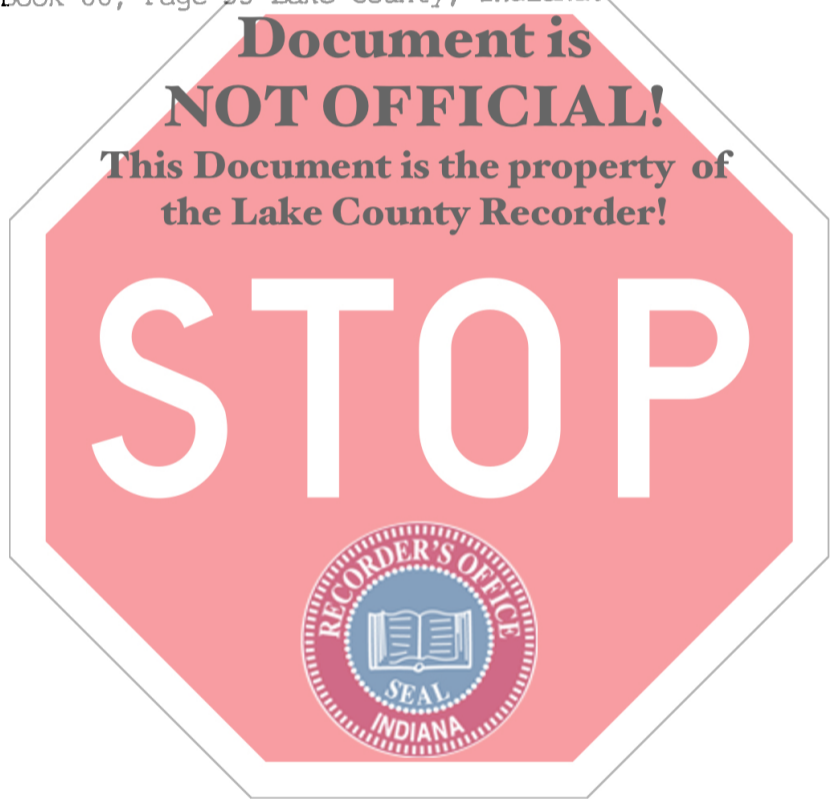 Document is
NOT OFFICIAL!
This Document is the property of
the Lake County Recorder!
STOP
RECORDER'S OFFICE
SEAL
INDIANA